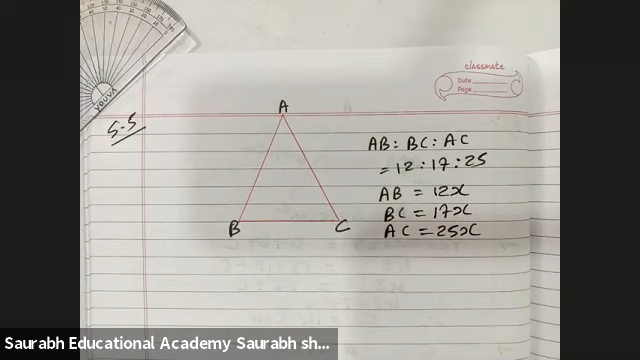 classmate
Date
Page
YOUVA
5.5
A
B
C
AB : BC : AC
= 12 : 17 : 25
AB = 12x
BC = 17x
AC = 25x
Saurabh Educational Academy Saurabh sh...